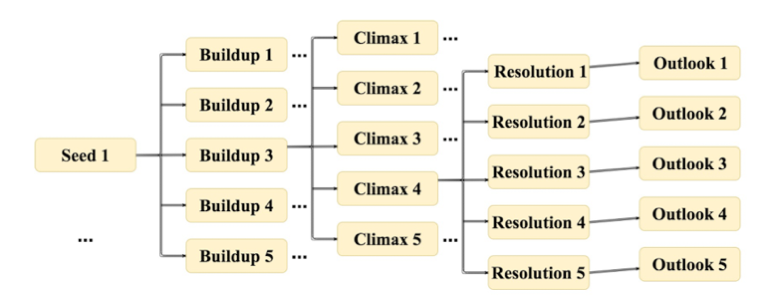 Seed 1
...
Buildup 1 ...
Buildup 2 ...
Buildup 3
Buildup 4 ...
Buildup 5 ...
Climax 1 ...
Climax 2 ...
Climax 3 ...
Climax 4
Climax 5 ...
Resolution 1
Resolution 2
Resolution 3
Resolution 4
Resolution 5
Outlook 1
Outlook 2
Outlook 3
Outlook 4
Outlook 5